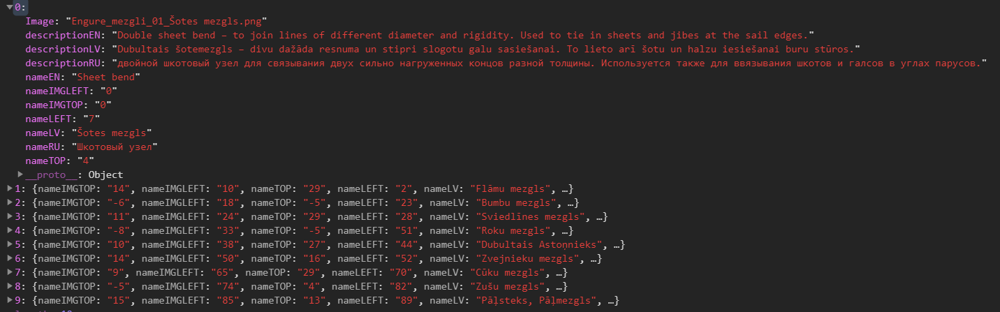 ▼0:
Image: "Engure_mezgli_01_Šotes mezgls.png"
descriptionEN: "Double sheet bend – to join lines of different diameter and rigidity. Used to tie in sheets and jibes at the sail edges."
descriptionLV: "Dubultais šotemezgls – divu dažāda resnuma un stipri slogotu galu sasiešanai. To lieto arī šotu un halzu iesiešanai buru stūros."
descriptionRU: "двойной шкотовый узел для связывания двух сильно нагруженных концов разной толщины. Используется также для ввязывания шкотов и галсов в углах парусов."
nameEN: "Sheet bend"
nameIMGLEFT: "0"
nameIMGTOP: "0"
nameLEFT: "7"
nameLV: "Šotes mezgls"
nameRU: "Шкотовый узел"
nameTOP: "4"
▶__proto__: Object
▶1: {nameIMGTOP: "14", nameIMGLEFT: "10", nameTOP: "29", nameLEFT: "2", nameLV: "Flāmu mezgls", …}
▶2: {nameIMGTOP: "-6", nameIMGLEFT: "18", nameTOP: "-5", nameLEFT: "23", nameLV: "Bumbu mezgls", …}
▶3: {nameIMGTOP: "11", nameIMGLEFT: "24", nameTOP: "29", nameLEFT: "28", nameLV: "Sviedlīnes mezgls", …}
▶4: {nameIMGTOP: "-8", nameIMGLEFT: "33", nameTOP: "-5", nameLEFT: "51", nameLV: "Roku mezgls", …}
▶5: {nameIMGTOP: "10", nameIMGLEFT: "38", nameTOP: "27", nameLEFT: "44", nameLV: "Dubultais Astoņnieks", …}
▶6: {nameIMGTOP: "14", nameIMGLEFT: "50", nameTOP: "16", nameLEFT: "52", nameLV: "Zvejnieku mezgls", …}
▶7: {nameIMGTOP: "9", nameIMGLEFT: "65", nameTOP: "29", nameLEFT: "70", nameLV: "Cūku mezgls", …}
▶8: {nameIMGTOP: "-5", nameIMGLEFT: "74", nameTOP: "4", nameLEFT: "82", nameLV: "Zušu mezgls", …}
▶9: {nameIMGTOP: "15", nameIMGLEFT: "85", nameTOP: "13", nameLEFT: "89", nameLV: "Pāļsteks, Pāļmezgls", …}